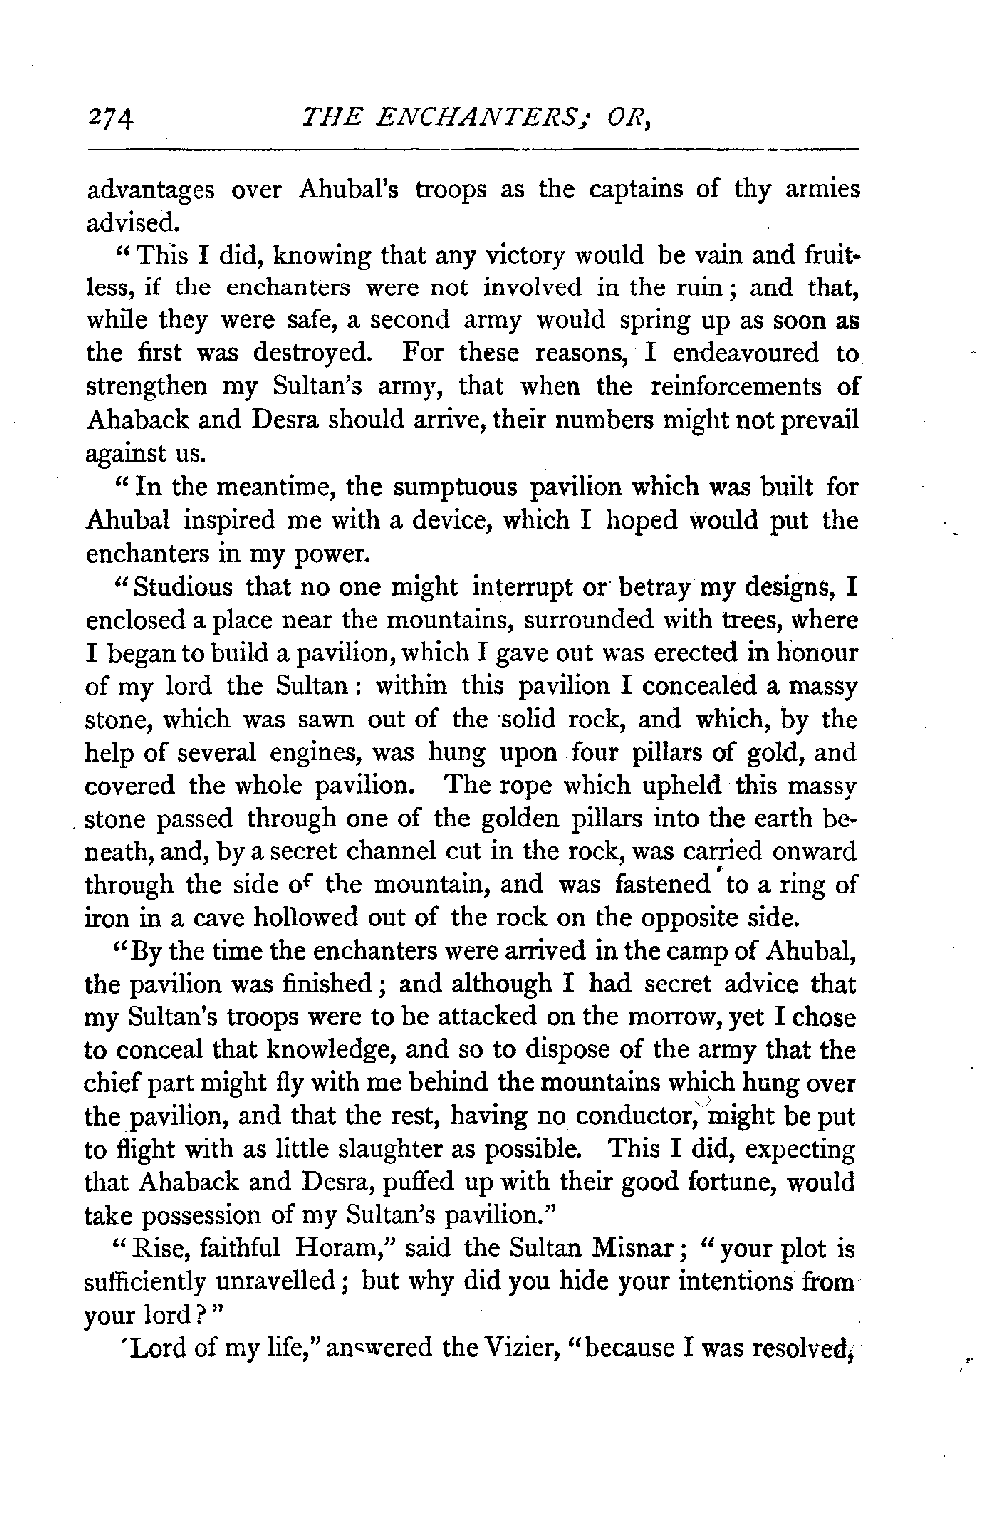 274 THE ENCHANTERS; OR,
advantages over Ahubal's troops as the captains of thy armies
advised.
"This I did, knowing that any victory would be vain and fruit-
less, if the enchanters were not involved in the ruin; and that,
while they were safe, a second army would spring up as soon as
the first was destroyed. For these reasons, I endeavoured to
strengthen my Sultan's army, that when the reinforcements of
Ahaback and Desra should arrive, their numbers might not prevail
against us.
"In the meantime, the sumptuous pavilion which was built for
Ahubal inspired me with a device, which I hoped would put the
enchanters in my power.
"Studious that no one might interrupt or betray my designs, I
enclosed a place near the mountains, surrounded with trees, where
I began to build a pavilion, which I gave out was erected in honour
of my lord the Sultan: within this pavilion I concealed a massy
stone, which was sawn out of the solid rock, and which, by the
help of several engines, was hung upon four pillars of gold, and
covered the whole pavilion. The rope which upheld this massy
stone passed through one of the golden pillars into the earth be-
neath, and, by a secret channel cut in the rock, was carried onward
through the side of the mountain, and was fastened to a ring of
iron in a cave hollowed out of the rock on the opposite side.
"By the time the enchanters were arrived in the camp of Ahubal,
the pavilion was finished; and although I had secret advice that
my Sultan's troops were to be attacked on the morrow, yet I chose
to conceal that knowledge, and so to dispose of the army that the
chief part might fly with me behind the mountains which hung over
the pavilion, and that the rest, having no conductor, might be put
to flight with as little slaughter as possible. This I did, expecting
that Ahaback and Desra, puffed up with their good fortune, would
take possession of my Sultan's pavilion."
"Rise, faithful Horam," said the Sultan Misnar; "your plot is
sufficiently unravelled; but why did you hide your intentions from
your lord?"
'Lord of my life," answered the Vizier, "because I was resolved,